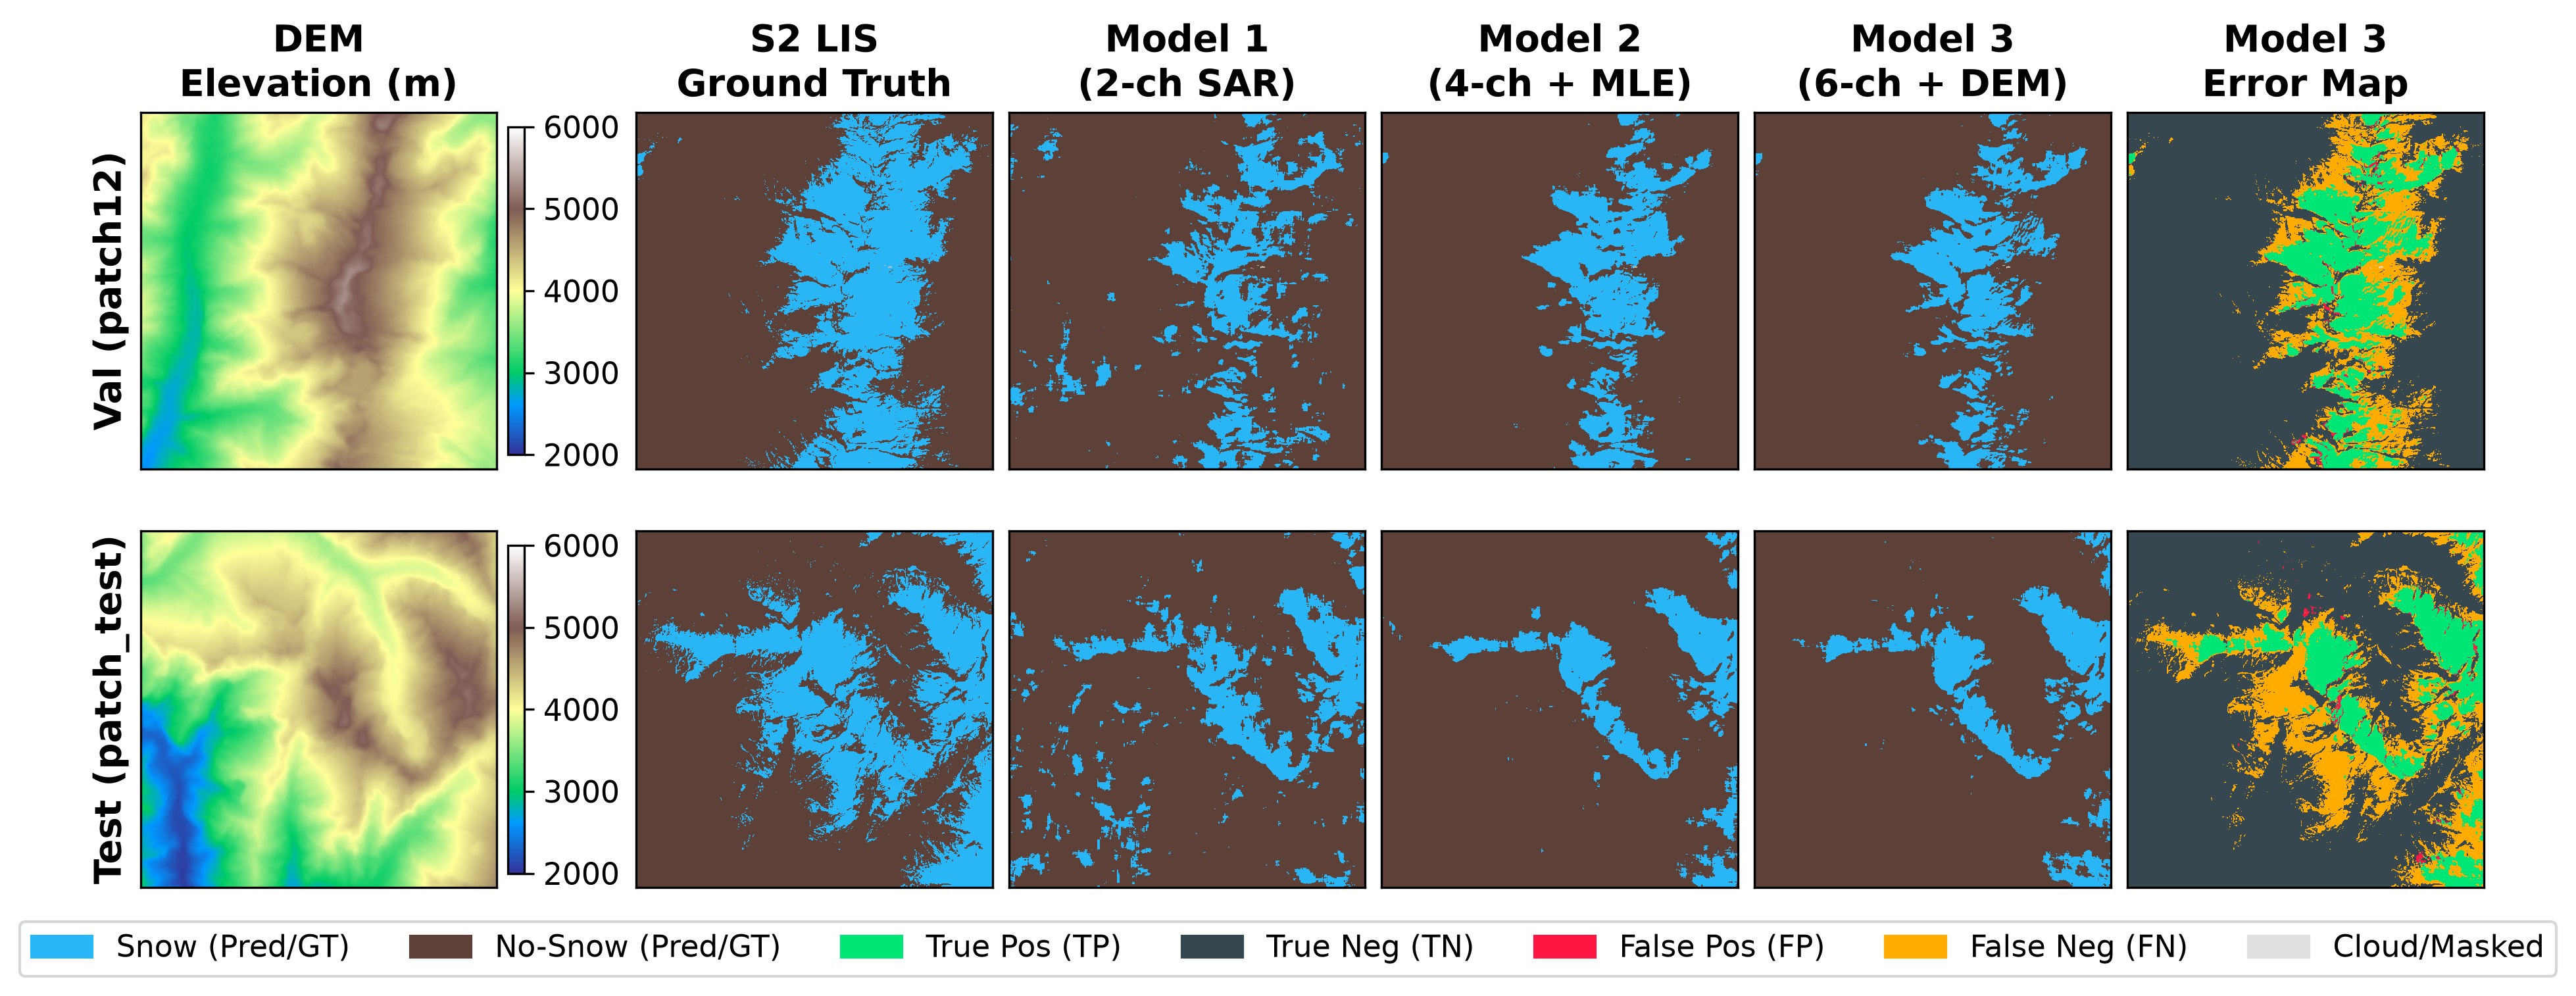 DEM
Elevation (m)
S2 LIS
Ground Truth
Model 1
(2-ch SAR)
Model 2
(4-ch + MLE)
Model 3
(6-ch + DEM)
Model 3
Error Map
Val (patch12)
6000
5000
4000
3000
2000
Test (patch_test)
6000
5000
4000
3000
2000
Snow (Pred/GT)
No-Snow (Pred/GT)
True Pos (TP)
True Neg (TN)
False Pos (FP)
False Neg (FN)
Cloud/Masked